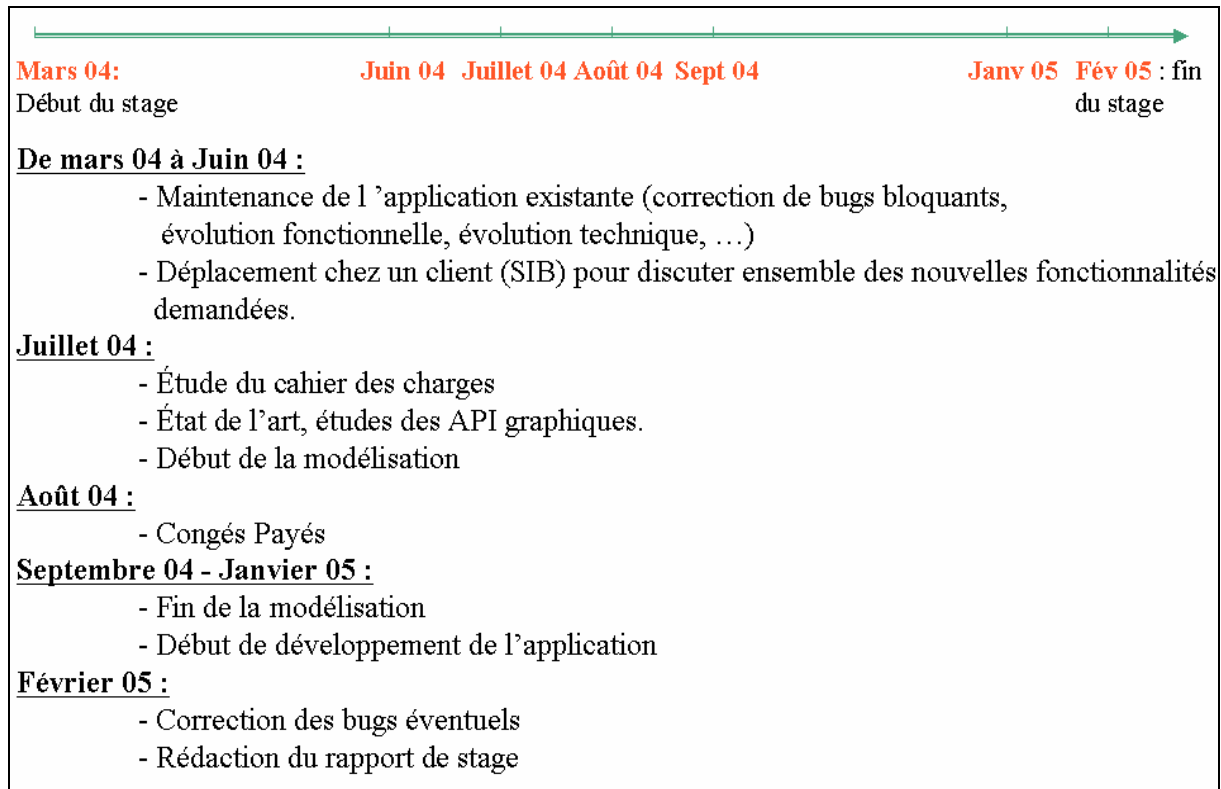 Mars 04: Juin 04 Juillet 04 Août 04 Sept 04 Janv 05 Fév 05 : fin
Début du stage du stage
De mars 04 à Juin 04 :
- Maintenance de l ’application existante (correction de bugs bloquants,
évolution fonctionnelle, évolution technique, …)
- Déplacement chez un client (SIB) pour discuter ensemble des nouvelles fonctionnalités
demandées.
Juillet 04 :
- Étude du cahier des charges
- État de l’art, études des API graphiques.
- Début de la modélisation
Août 04 :
- Congés Payés
Septembre 04 - Janvier 05 :
- Fin de la modélisation
- Début de développement de l’application
Février 05 :
- Correction des bugs éventuels
- Rédaction du rapport de stage